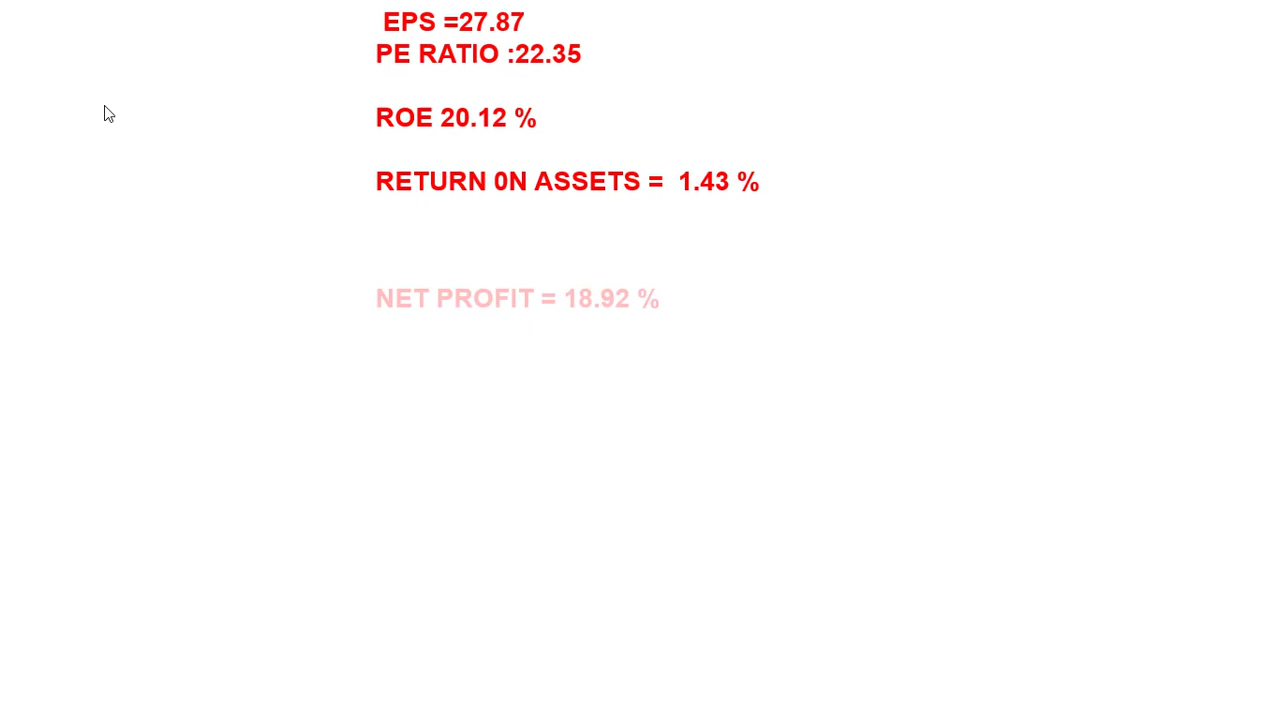 EPS =27.87
PE RATIO :22.35
ROE 20.12 %
RETURN 0N ASSETS =  1.43 %
NET PROFIT = 18.92 %